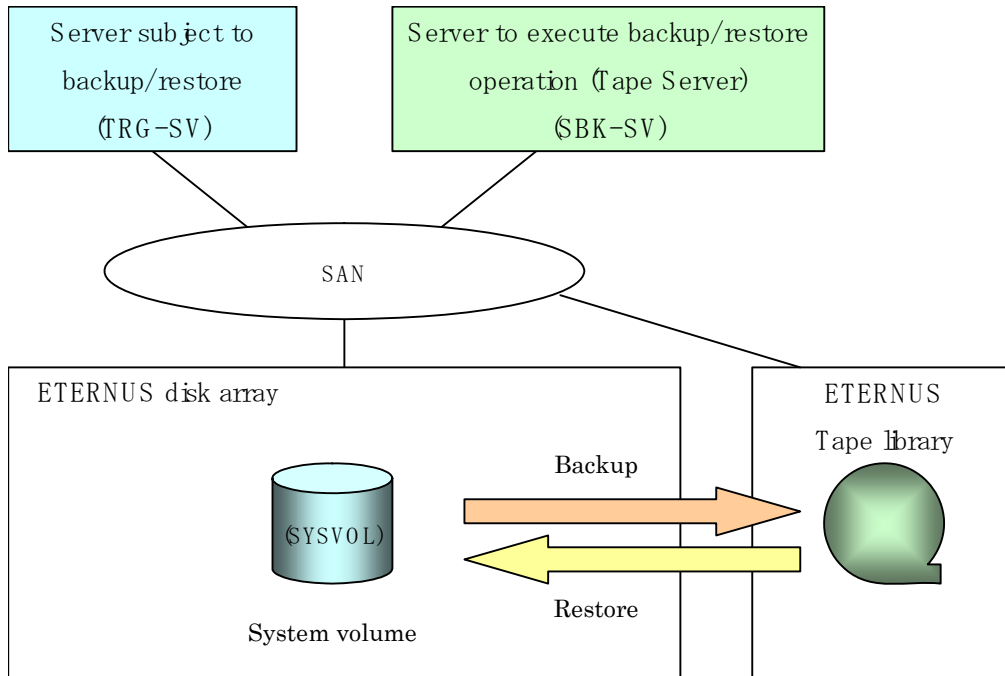 Server subject to
backup/restore
(TRG-SV)
Server to execute backup/restore
operation (Tape Server)
(SBK-SV)
SAN
ETERNUS disk array
ETERNUS
Tape library
Backup
(SYSVOL)
Restore
System volume